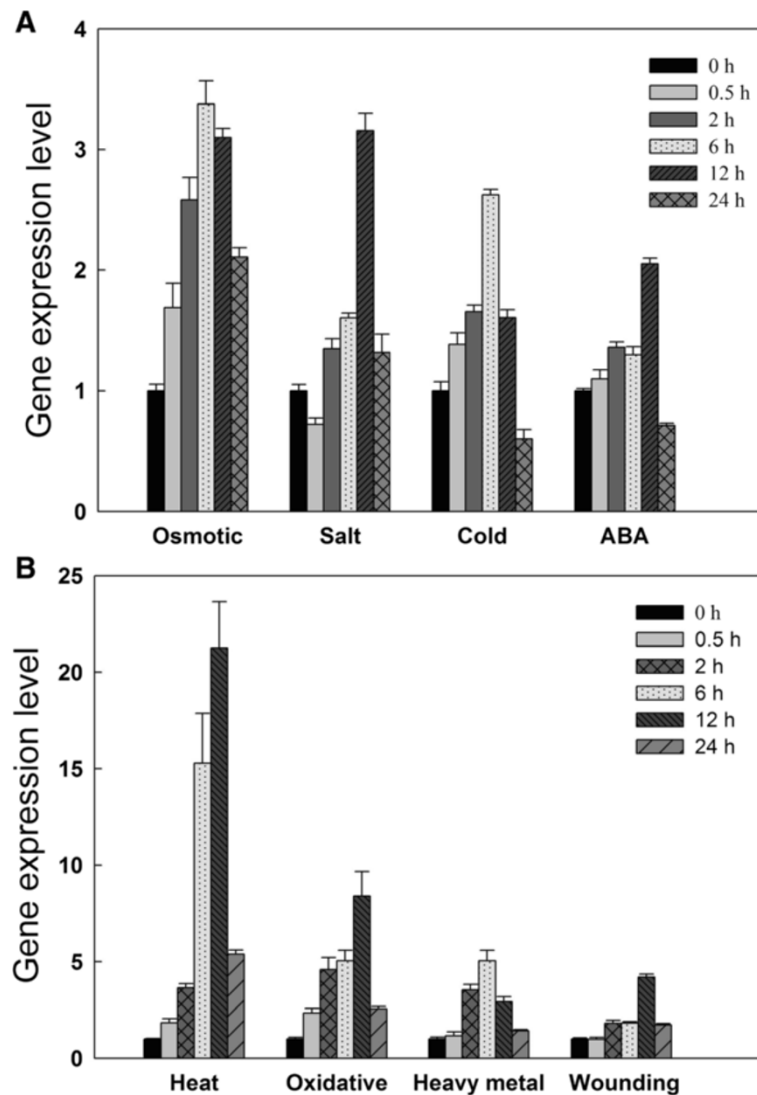 A
Gene expression level
4
3
2
1
0
0 h
0.5 h
2 h
6 h
12 h
24 h
Osmotic Salt Cold ABA
B
Gene expression level
25
20
15
10
5
0
0 h
0.5 h
2 h
6 h
12 h
24 h
Heat Oxidative Heavy metal Wounding